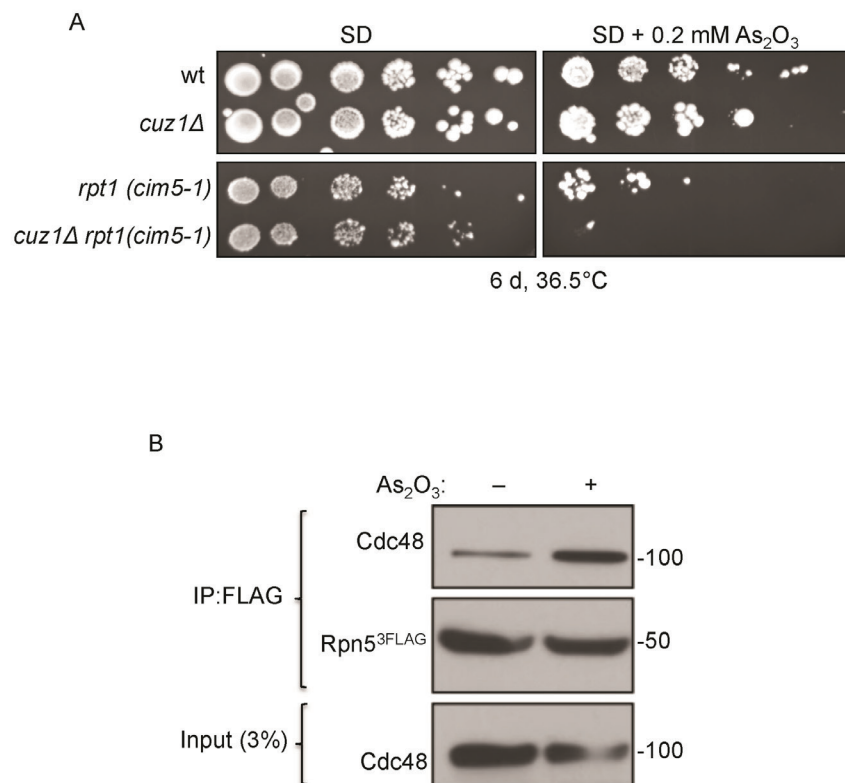 A
SD
SD + 0.2 mM As₂O₃
wt
cuz1Δ
rpt1 (cim5-1)
cuz1Δ rpt1(cim5-1)
6 d, 36.5°C
B
As₂O₃: – +
Cdc48
-100
IP:FLAG
Rpn5³ᶠᴸᴬᴳ
-50
Input (3%)
Cdc48
-100